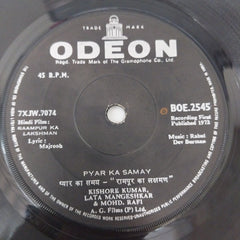 TRADE MARK
ODEON
Regd. Trade Mark of The Gramophone Co. Ltd.
45 R.P.M.
7XJW.7074
Hindi Film:
RAAMPUR KA
LAKSHMAN
Lyric:
Majrooh
BOE.2545
Recording First
Published 1972
Music: Rahul
Dev Burman
PYAR KA SAMAY
प्यार का समय - "रामपुर का लक्ष्मण"
KISHORE KUMAR,
LATA MANGESHKAR
& MOHD. RAFI
A. G. Films (P) Ltd.